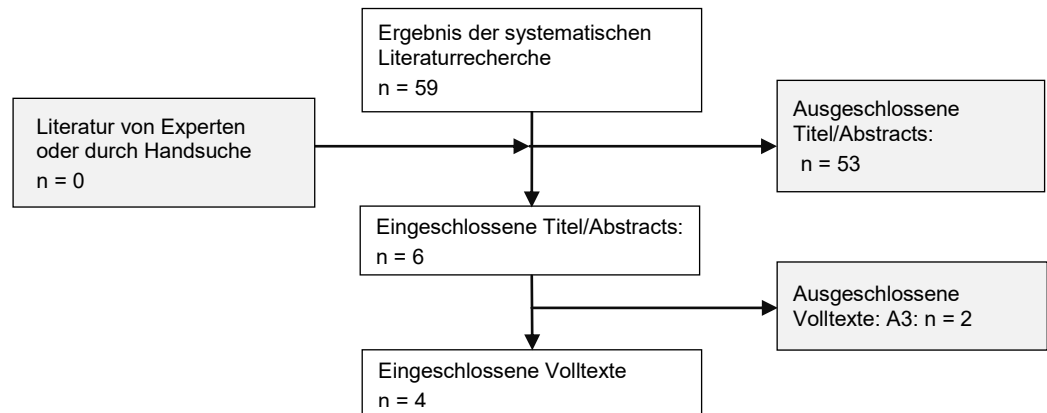 Ergebnis der systematischen
Literaturrecherche
n = 59
Literatur von Experten
oder durch Handsuche
n = 0
Ausgeschlossene
Titel/Abstracts:
n = 53
Eingeschlossene Titel/Abstracts:
n = 6
Ausgeschlossene
Volltexte: A3: n = 2
Eingeschlossene Volltexte
n = 4